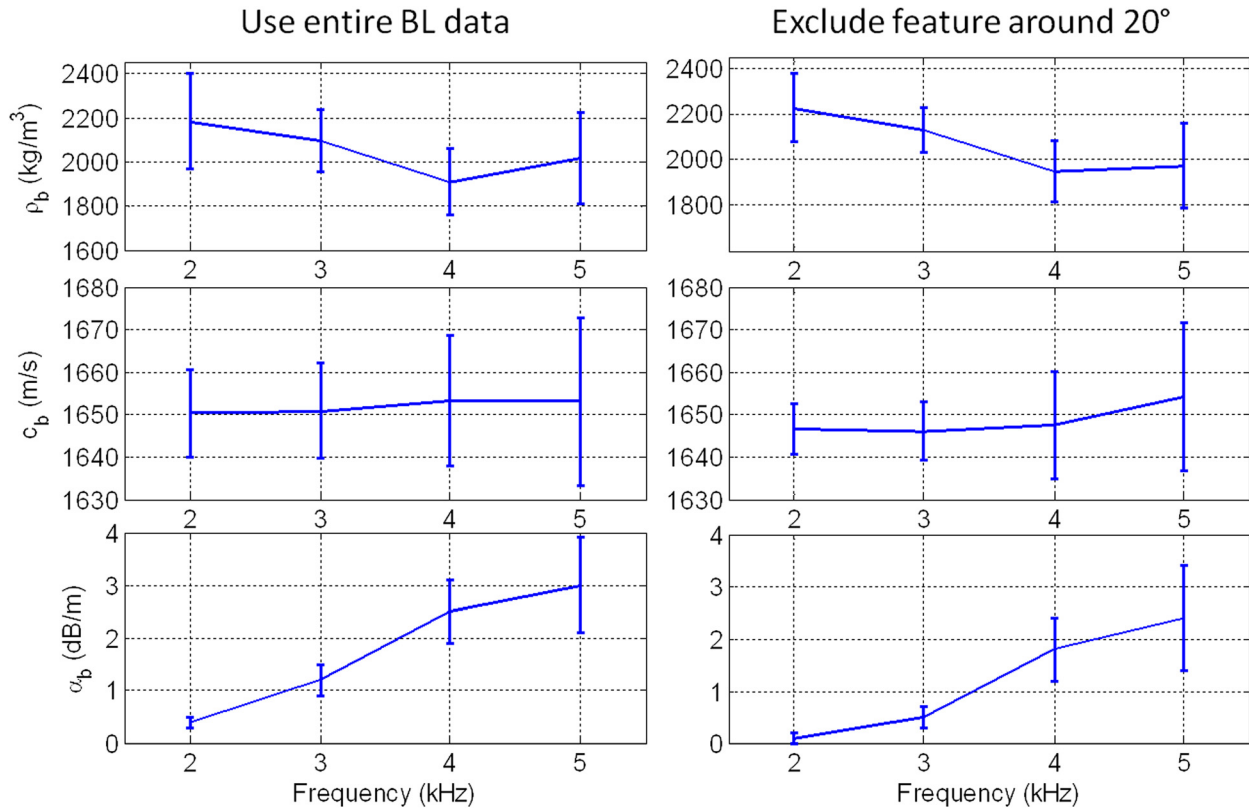 Use entire BL data
Exclude feature around 20°
ρb (kg/m³)
2400
2200
2000
1800
1600
2 3 4 5
2400
2200
2000
1800
2 3 4 5
cb (m/s)
1680
1670
1660
1650
1640
1630
2 3 4 5
1680
1670
1660
1650
1640
1630
2 3 4 5
αb (dB/m)
4
3
2
1
0
2 3 4 5
Frequency (kHz)
4
3
2
1
0
2 3 4 5
Frequency (kHz)